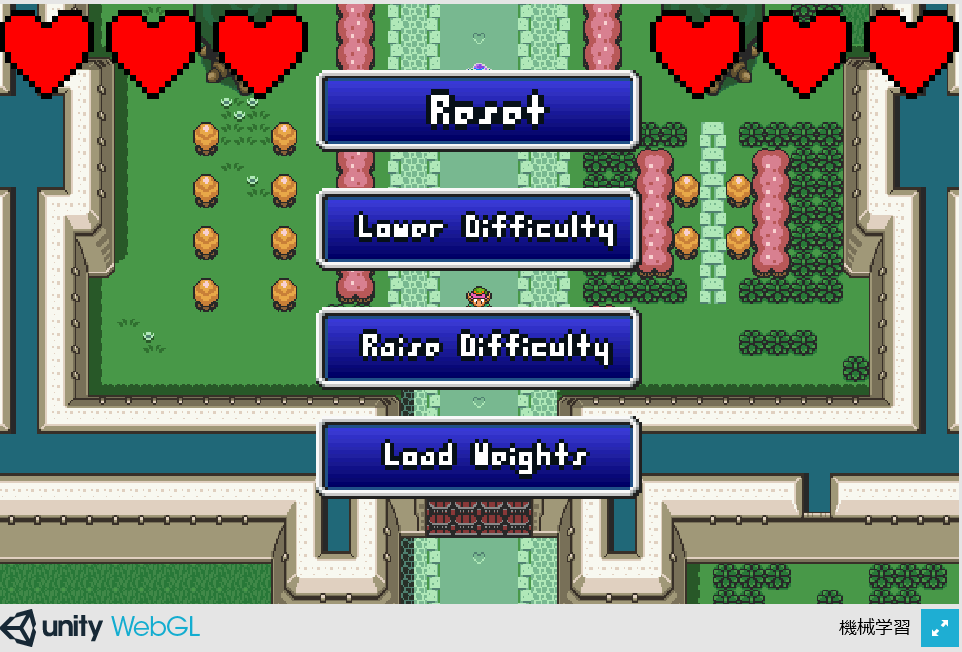 Reset
Lower Difficulty
Raise Difficulty
Load Weights
unity WebGL
機械学習